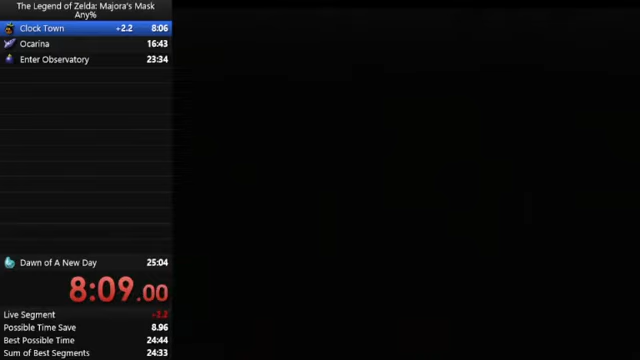 The Legend of Zelda: Majora's Mask
Any%
Clock Town +2.2 8:06
Ocarina 16:43
Enter Observatory 23:34
Dawn of A New Day 25:04
8:09.00
Live Segment +2.2
Possible Time Save 8.96
Best Possible Time 24:44
Sum of Best Segments 24:33